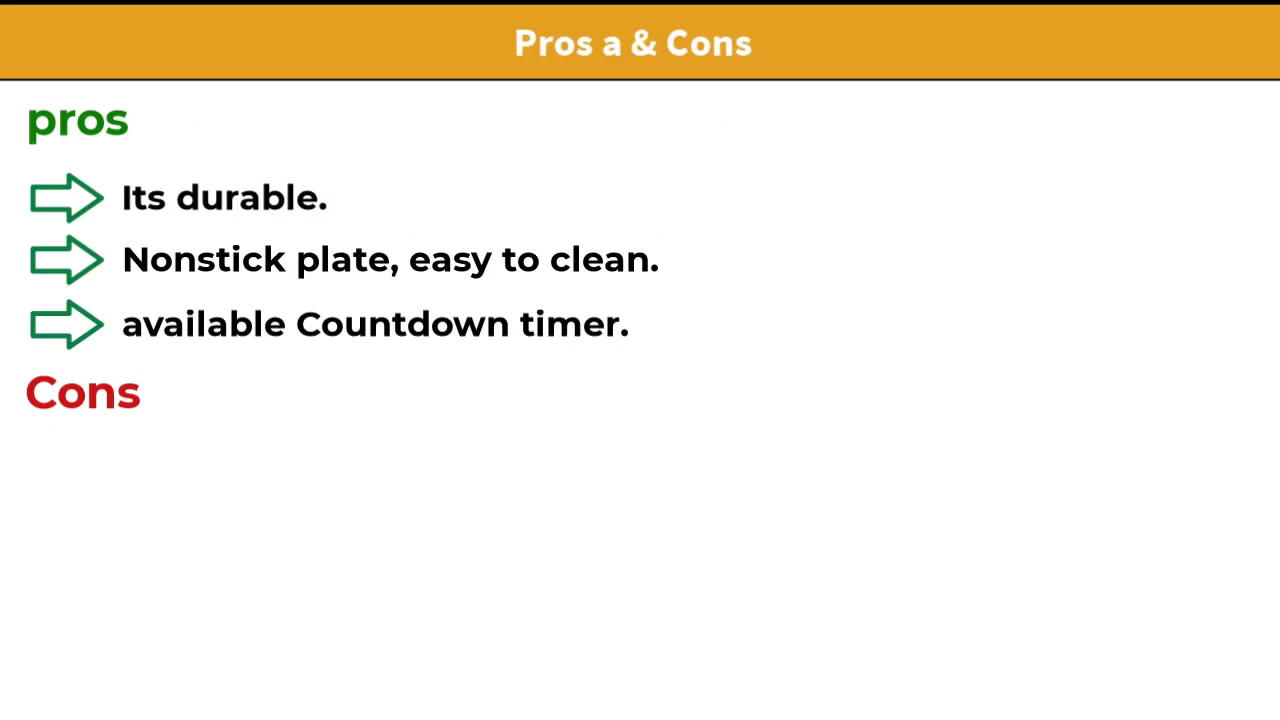 Pros a & Cons
pros
Its durable.
Nonstick plate, easy to clean.
available Countdown timer.
Cons